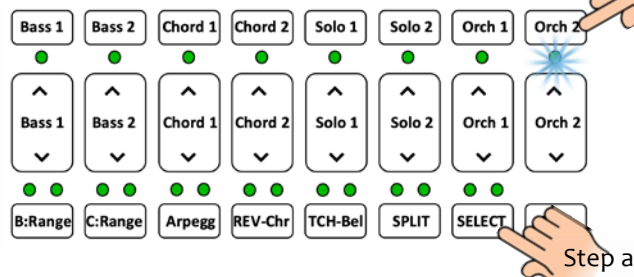 Bass 1 Bass 2 Chord 1 Chord 2 Solo 1 Solo 2 Orch 1 Orch 2
Bass 1 Bass 2 Chord 1 Chord 2 Solo 1 Solo 2 Orch 1 Orch 2
B:Range C:Range Arpegg REV-Chr TCH-Bel SPLIT SELECT
Step a